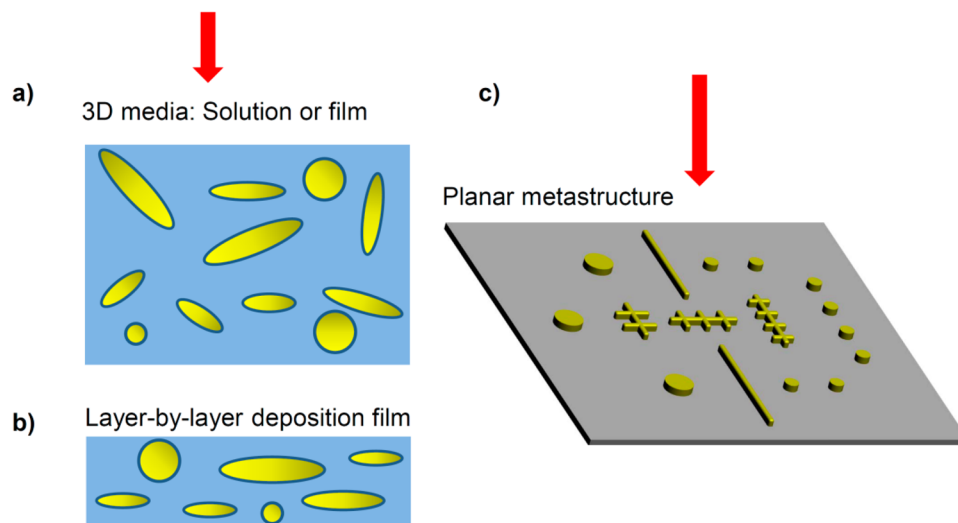 a)
3D media: Solution or film
b)
Layer-by-layer deposition film
c)
Planar metastructure